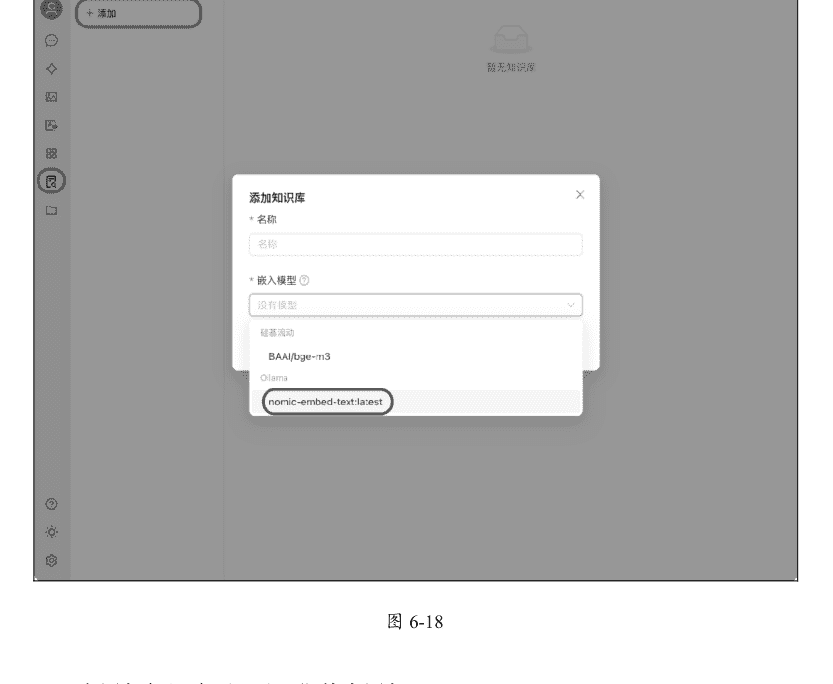 + 添加
暂无知识库
添加知识库
* 名称
名称
* 嵌入模型
没有模型
硅基流动
BAAI/bge-m3
Ollama
nomic-embed-text:latest
图 6-18